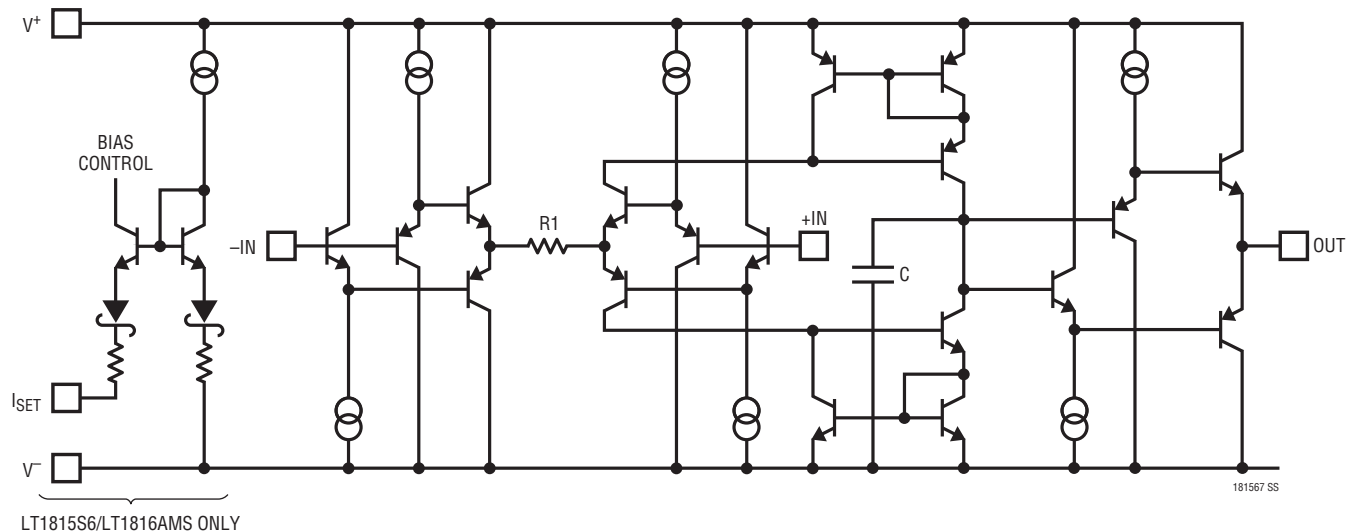 V+
BIAS
CONTROL
–IN
R1
+IN
C
OUT
ISET
V–
181567 SS
LT1815S6/LT1816AMS ONLY